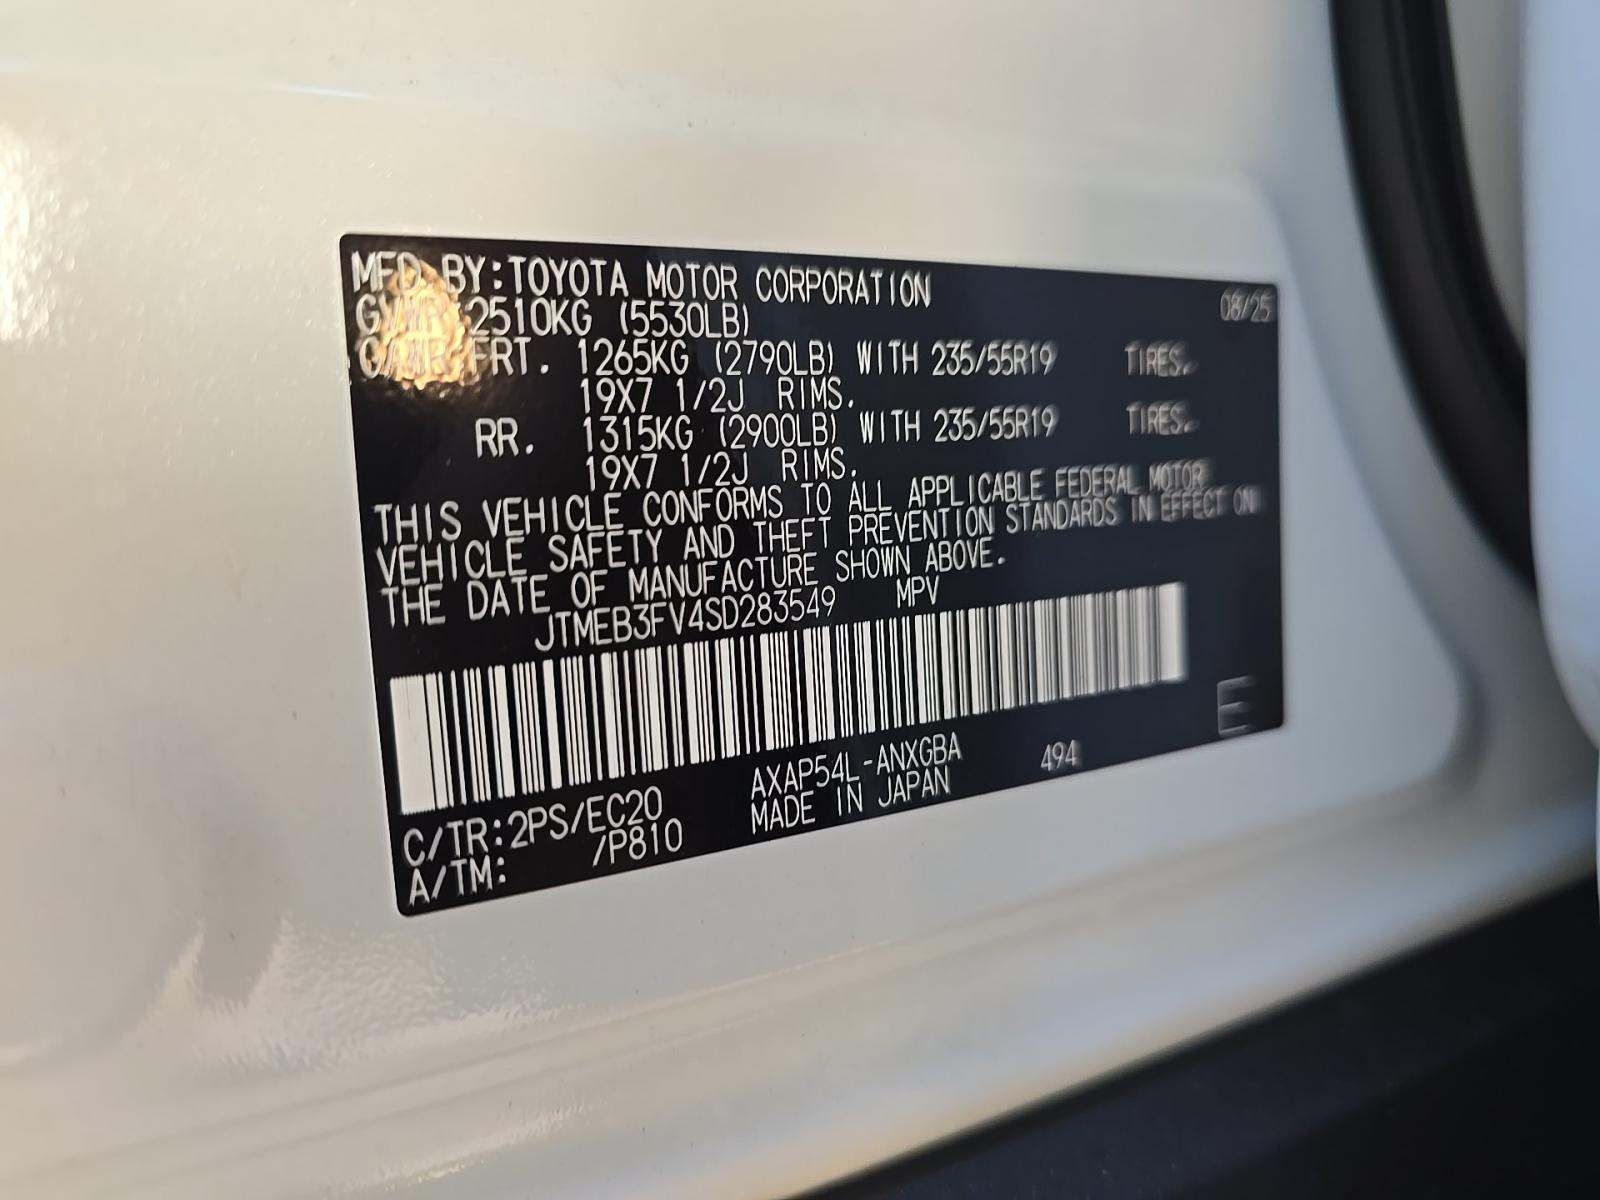 MFD BY:TOYOTA MOTOR CORPORATION 08/25
GVWR 2510KG (5530LB)
GAWR FRT. 1265KG (2790LB) WITH 235/55R19 TIRES.
19X7 1/2J RIMS.
RR. 1315KG (2900LB) WITH 235/55R19 TIRES.
19X7 1/2J RIMS.
THIS VEHICLE CONFORMS TO ALL APPLICABLE FEDERAL MOTOR
VEHICLE SAFETY AND THEFT PREVENTION STANDARDS IN EFFECT ON
THE DATE OF MANUFACTURE SHOWN ABOVE.
JTMEB3FV4SD283549 MPV
E
AXAP54L-ANXGBA 494
C/TR:2PS/EC20 MADE IN JAPAN
A/TM: /P810